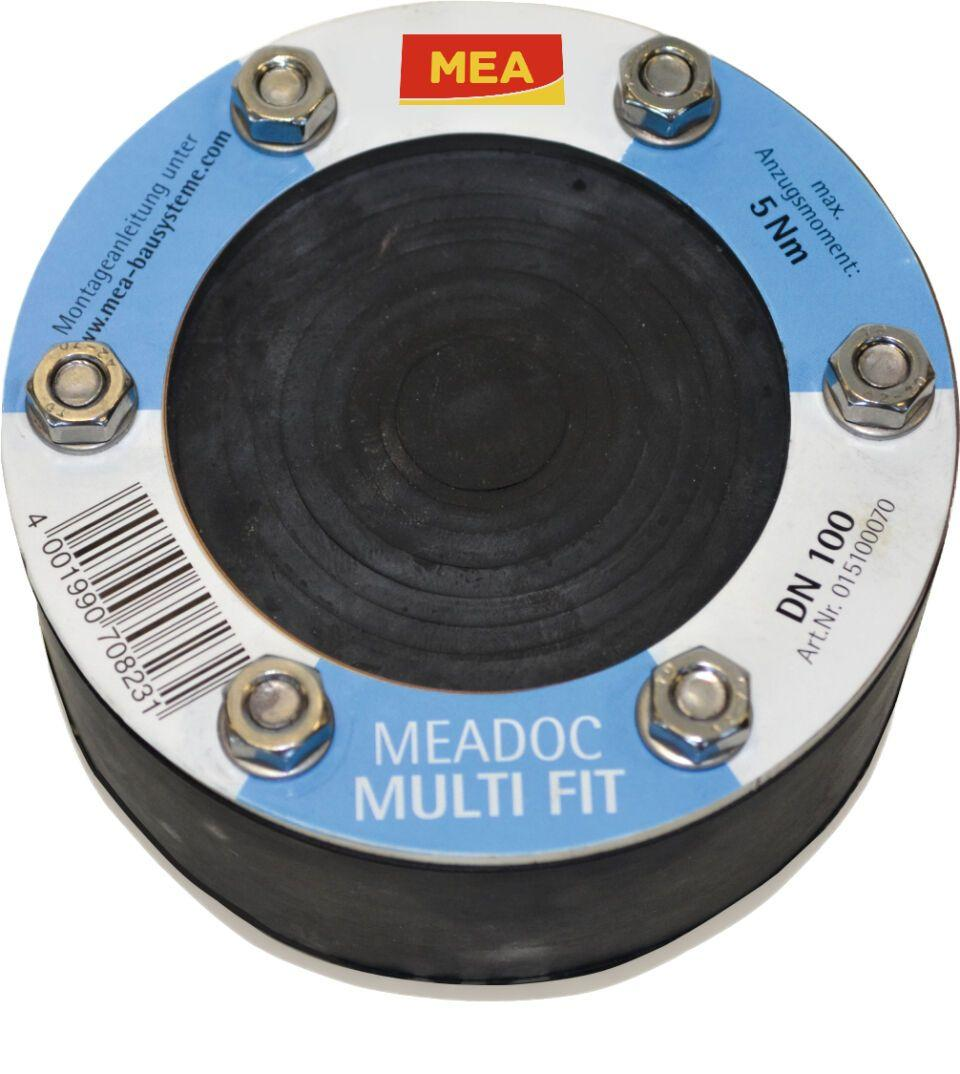 MEA
Montageanleitung unter
www.mea-bausysteme.com
max.
Anzugsmoment:
5 Nm
DN 100
Art.Nr. 015100070
4 001990 708231
MEADOC
MULTI FIT